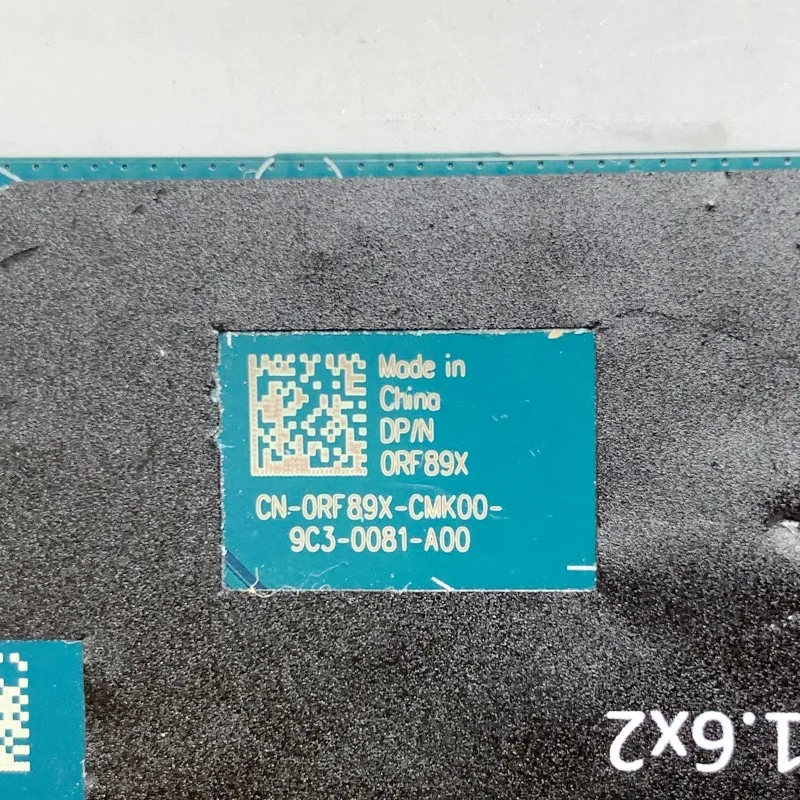 Made in
China
DP/N
0RF89X
CN-0RF89X-CMK00-
9C3-0081-A00
1.6x2